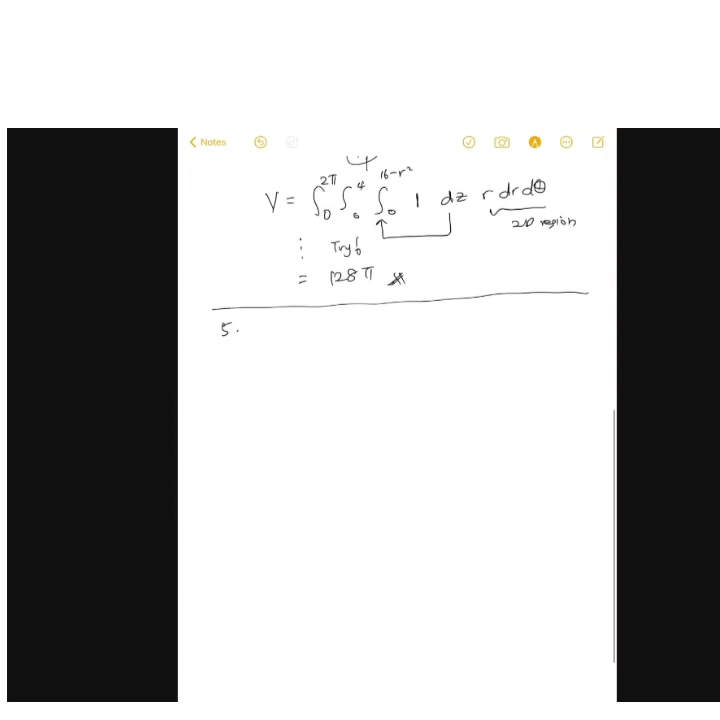 Notes
V = ∫₀^{2π} ∫₀^{4} ∫₀^{16-r²} 1 dz r dr dθ
2D region
⋮ Try!
= 128π
5.